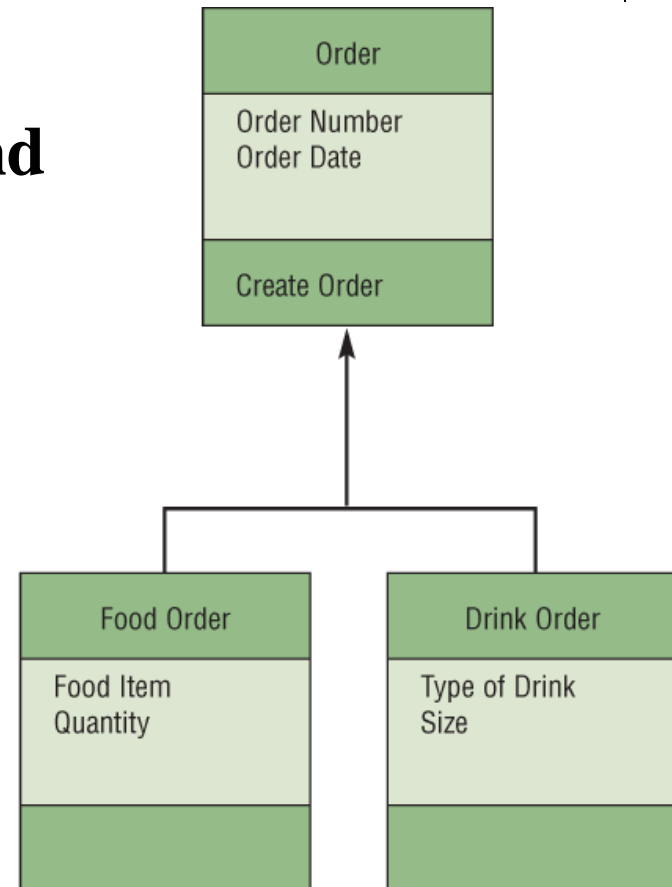 Order
nd
Order Number
Order Date
Create Order
Food Order
Drink Order
Food Item
Quantity
Type of Drink
Size